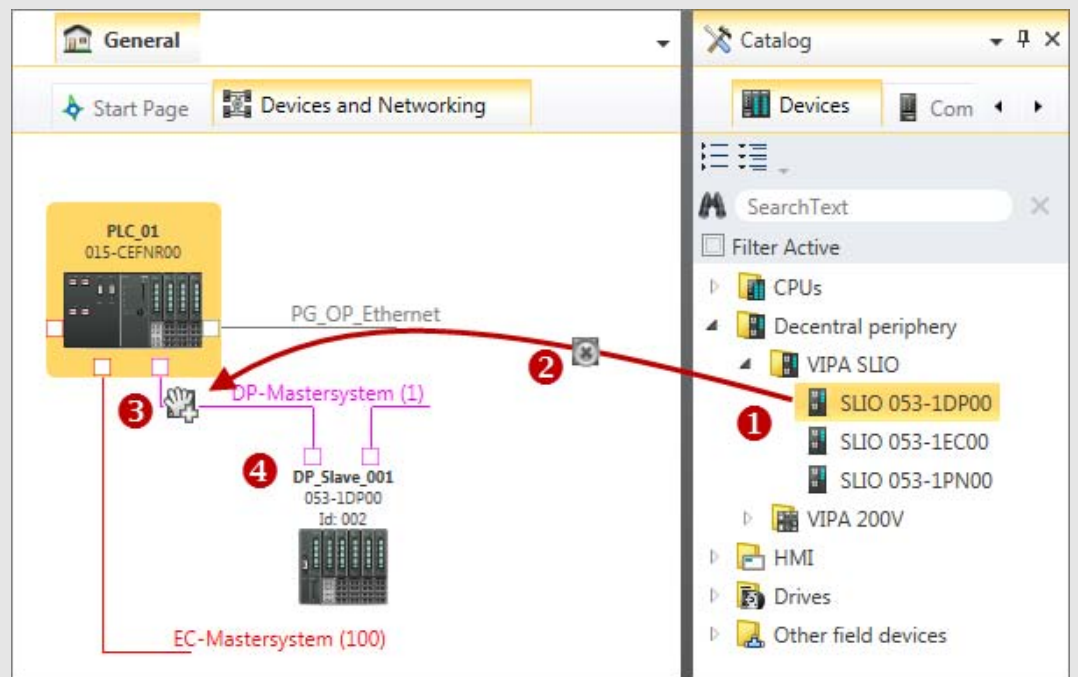 General
Start Page
Devices and Networking
PLC_01
015-CEFNR00
PG_OP_Ethernet
2
3
DP-Mastersystem (1)
4
DP_Slave_001
053-1DP00
Id: 002
EC-Mastersystem (100)
Catalog
Devices
Com
SearchText
Filter Active
CPUs
Decentral periphery
VIPA SLIO
1
SLIO 053-1DP00
SLIO 053-1EC00
SLIO 053-1PN00
VIPA 200V
HMI
Drives
Other field devices